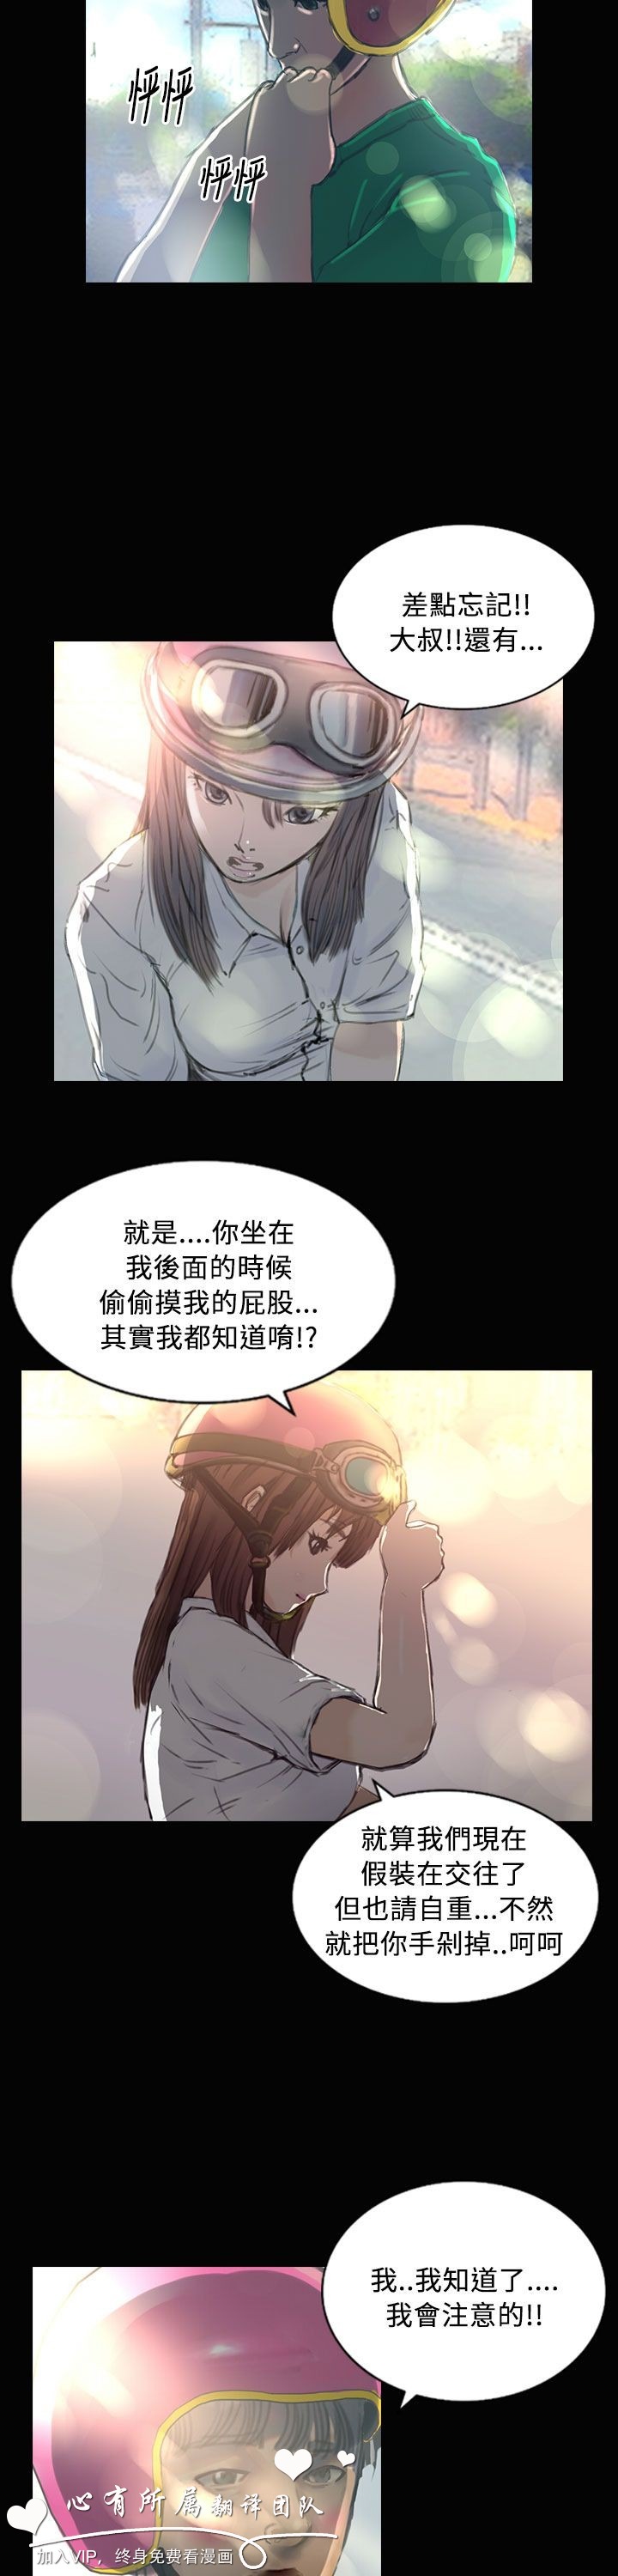 怦怦
怦怦
差點忘記!!
大叔!!還有...
就是....你坐在
我後面的時候
偷偷摸我的屁股...
其實我都知道唷!?
就算我們現在
假裝在交往了
但也請自重...不然
就把你手剁掉..呵呵
我..我知道了....
我會注意的!!
心有所属翻译团队
加入VIP，终身免费看漫画